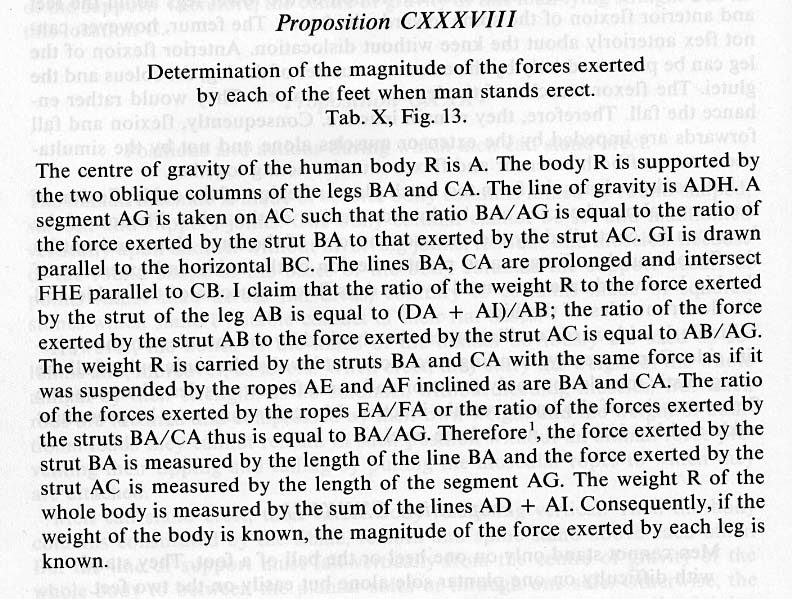 Proposition CXXXVIII
Determination of the magnitude of the forces exerted
by each of the feet when man stands erect.
Tab. X, Fig. 13.
The centre of gravity of the human body R is A. The body R is supported by
the two oblique columns of the legs BA and CA. The line of gravity is ADH. A
segment AG is taken on AC such that the ratio BA/AG is equal to the ratio of
the force exerted by the strut BA to that exerted by the strut AC. GI is drawn
parallel to the horizontal BC. The lines BA, CA are prolonged and intersect
FHE parallel to CB. I claim that the ratio of the weight R to the force exerted
by the strut of the leg AB is equal to (DA + AI)/AB; the ratio of the force
exerted by the strut AB to the force exerted by the strut AC is equal to AB/AG.
The weight R is carried by the struts BA and CA with the same force as if it
was suspended by the ropes AE and AF inclined as are BA and CA. The ratio
of the forces exerted by the ropes EA/FA or the ratio of the forces exerted by
the struts BA/CA thus is equal to BA/AG. Therefore¹, the force exerted by the
strut BA is measured by the length of the line BA and the force exerted by the
strut AC is measured by the length of the segment AG. The weight R of the
whole body is measured by the sum of the lines AD + AI. Consequently, if the
weight of the body is known, the magnitude of the force exerted by each leg is
known.